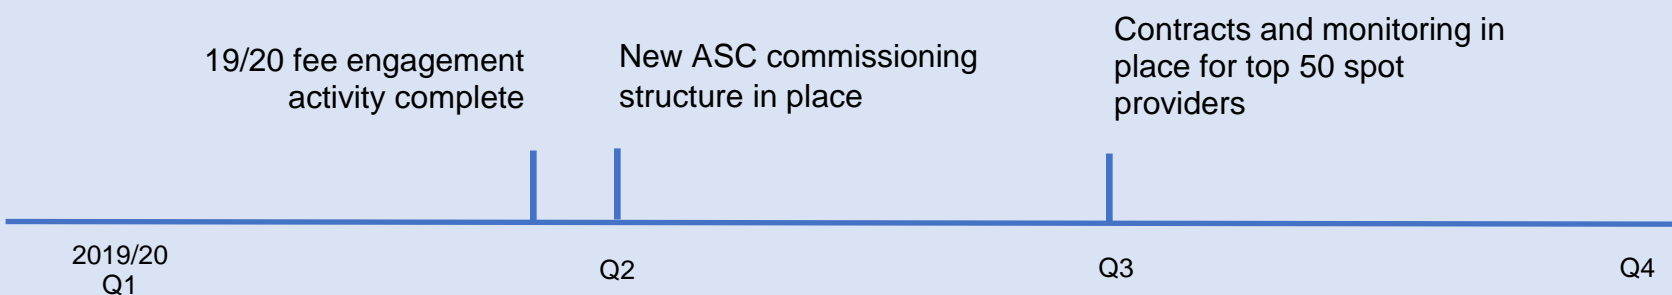 19/20 fee engagement
activity complete
New ASC commissioning
structure in place
Contracts and monitoring in
place for top 50 spot
providers
2019/20
Q1
Q2
Q3
Q4